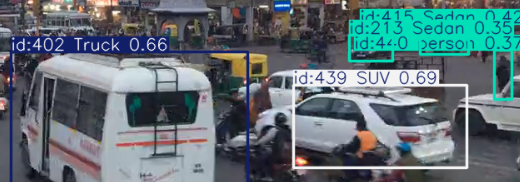 id:415 Sedan 0.42
id:213 Sedan 0.35
id:440 person 0.37
id:402 Truck 0.66
id:439 SUV 0.69